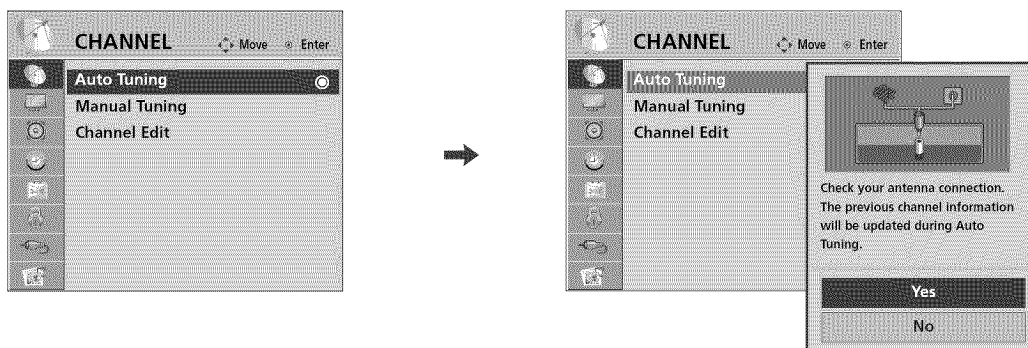 CHANNEL Move Enter
Auto Tuning
Manual Tuning
Channel Edit
CHANNEL Move Enter
Auto Tuning
Manual Tuning
Channel Edit
Check your antenna connection.
The previous channel information
will be updated during Auto
Tuning.
Yes
No